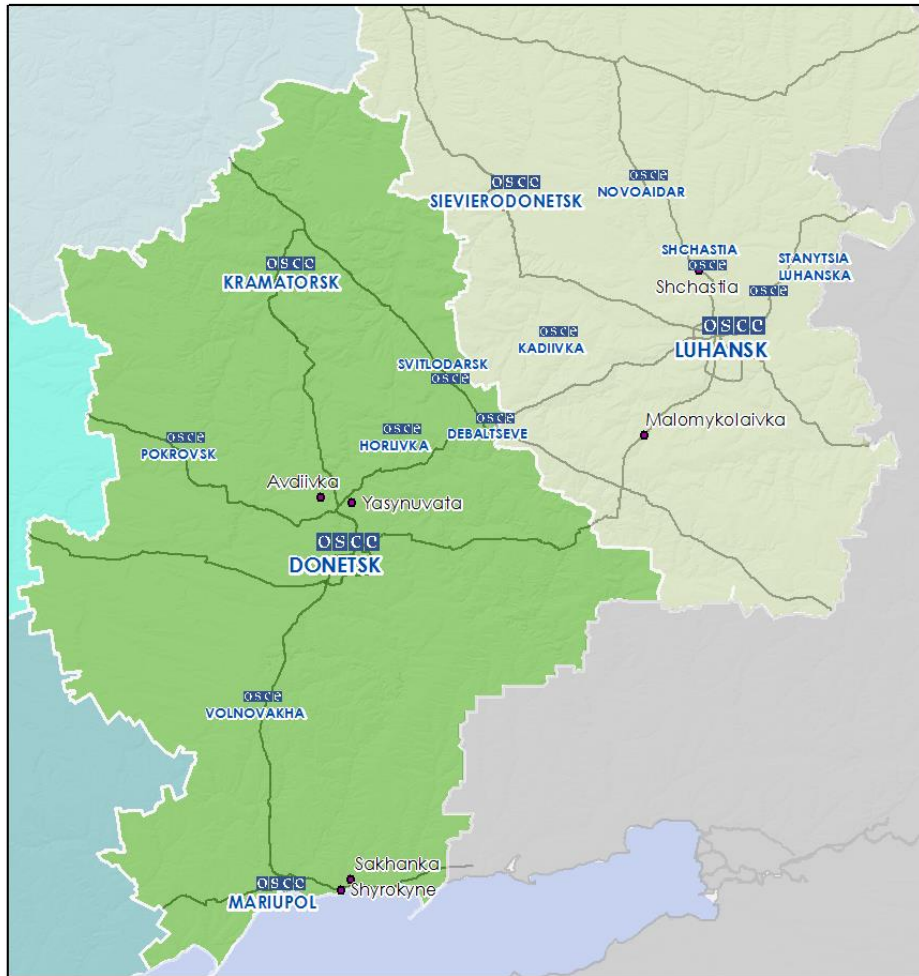 osce
SIEVIERODONETSK
osce
NOVOAIDAR
osce
KRAMATORSK
SHCHASTIA
osce
Shchastia
STANYTSIA
LUHANSKA
osce
osce
LUHANSK
osce
KADIIVKA
SVITLODARSK
osce
osce
DEBALTSEVE
osce
HORLIVKA
osce
POKROVSK
Malomykolaivka
Avdiivka
Yasynuvata
osce
DONETSK
osce
VOLNOVAKHA
Sakhanka
Shyrokyne
osce
MARIUPOL